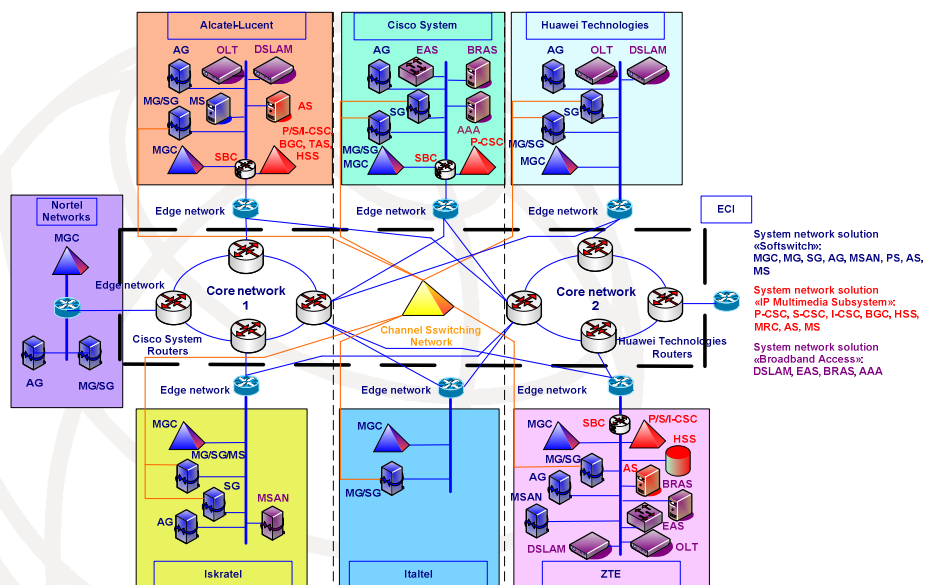 Alcatel-Lucent
Cisco System
Huawei Technologies
AG
OLT
DSLAM
MG/SG
MS
AS
P/S/I-CSC,
BGC, TAS,
HSS
MGC
SBC
AG
EAS
BRAS
SG
AAA
MG/SG
MGC
SBC
P-CSC
AG
OLT
DSLAM
SG
MG/SG
MGC
Nortel
Networks
MGC
AG
MG/SG
Edge network
Edge network
Edge network
Edge network
ECI
Core network
1
Cisco System
Routers
Channel Sswitching
Network
Core network
2
Huawei Technologies
Routers
System network solution
«Softswitch»:
MGC, MG, SG, AG, MSAN, PS, AS,
MS
System network solution
«IP Multimedia Subsystem»:
P-CSC, S-CSC, I-CSC, BGC, HSS,
MRC, AS, MS
System network solution
«Broadband Access»:
DSLAM, EAS, BRAS, AAA
Edge network
Edge network
Edge network
MGC
MG/SG/MS
SG
AG
MSAN
Iskratel
MGC
MG/SG
Italtel
MGC
SBC
P/S/I-CSC
HSS
MG/SG
AS
AG
BRAS
MSAN
EAS
DSLAM
OLT
ZTE